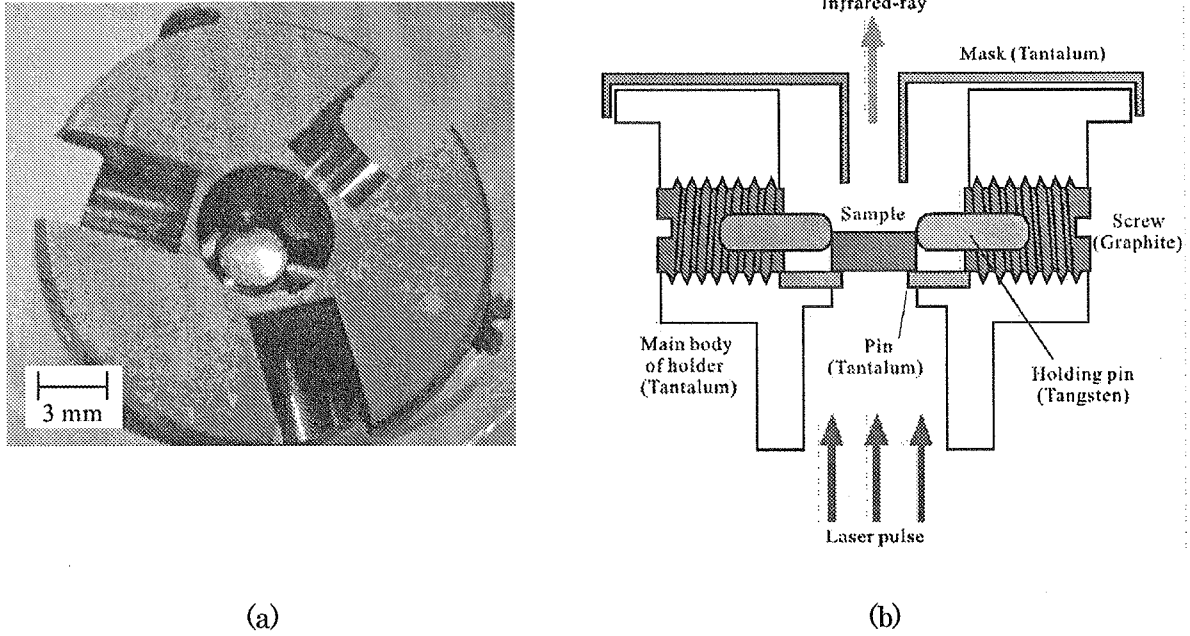 3 mm
Infrared-ray
Mask (Tantalum)
Sample
Screw
(Graphite)
Main body
of holder
(Tantalum)
Pin
(Tantalum)
Holding pin
(Tangsten)
Laser pulse
(a)
(b)